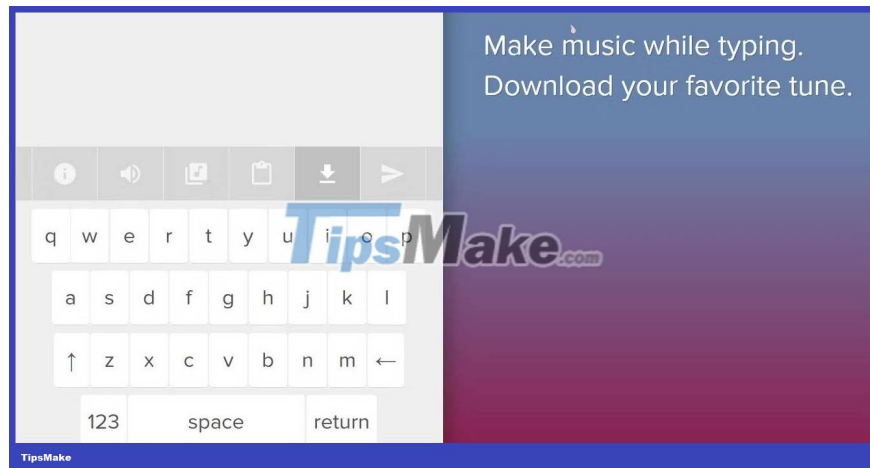 Make music while typing.
Download your favorite tune.
q w e r t y u i o p
TipsMake.com
a s d f g h j k l
↑ z x c v b n m ←
123 space return
TipsMake